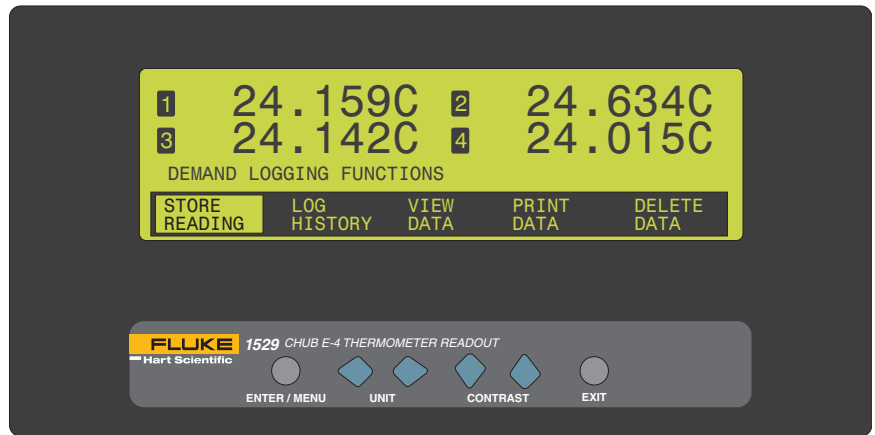 1 24.159C 2 24.634C
3 24.142C 4 24.015C
DEMAND LOGGING FUNCTIONS
STORE LOG VIEW PRINT DELETE
READING HISTORY DATA DATA DATA
FLUKE 1529 CHUB E-4 THERMOMETER READOUT
Hart Scientific
ENTER / MENU UNIT CONTRAST EXIT